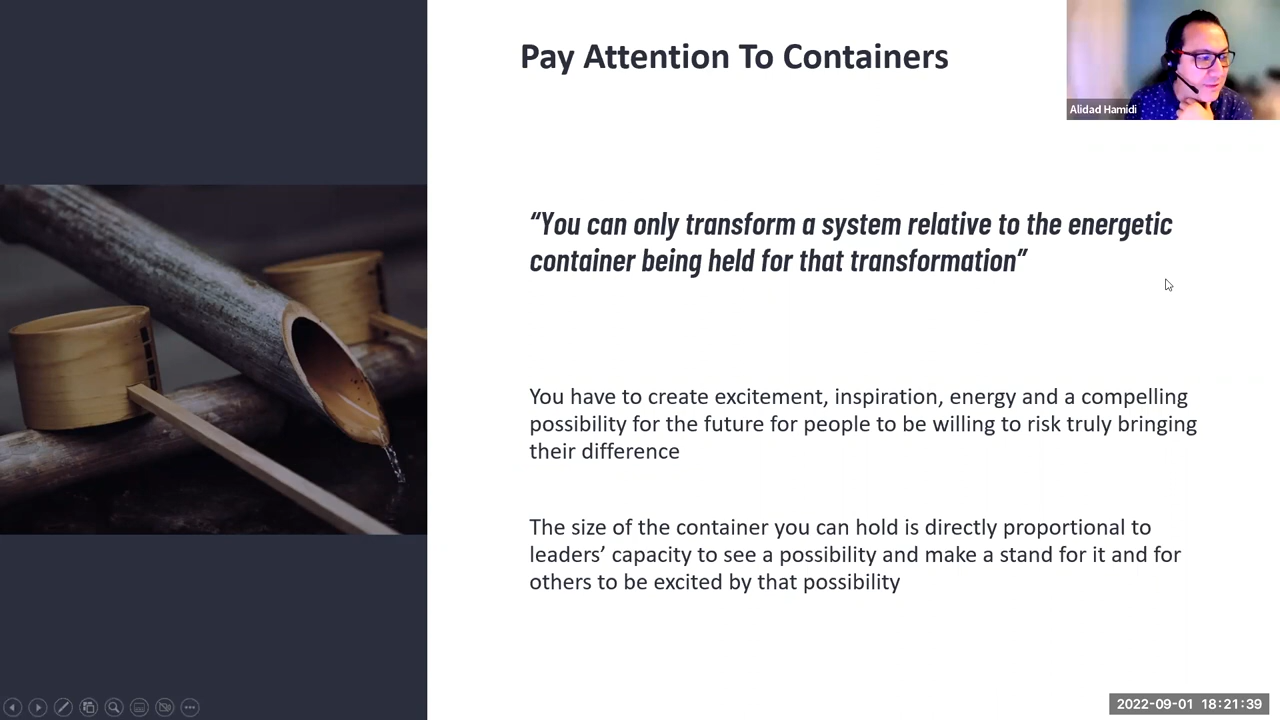 Pay Attention To Containers
Alidad Hamidi
“You can only transform a system relative to the energetic
container being held for that transformation”
You have to create excitement, inspiration, energy and a compelling
possibility for the future for people to be willing to risk truly bringing
their difference
The size of the container you can hold is directly proportional to
leaders’ capacity to see a possibility and make a stand for it and for
others to be excited by that possibility
2022-09-01 18:21:39